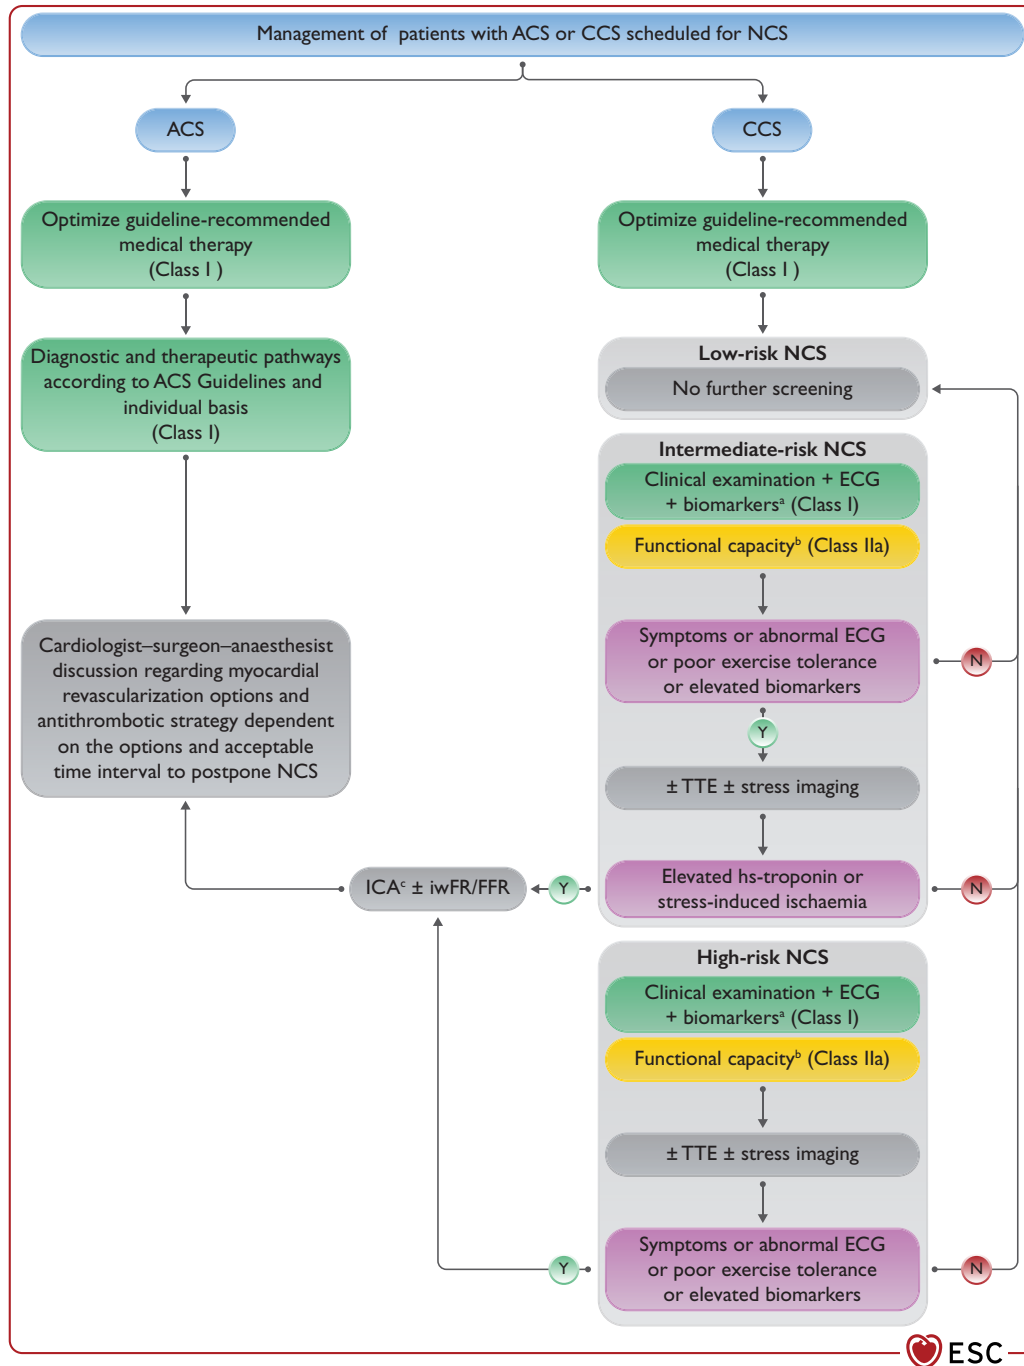 Management of patients with ACS or CCS scheduled for NCS
ACS
CCS
Optimize guideline-recommended
medical therapy
(Class I )
Optimize guideline-recommended
medical therapy
(Class I )
Diagnostic and therapeutic pathways
according to ACS Guidelines and
individual basis
(Class I)
Low-risk NCS
No further screening
Intermediate-risk NCS
Clinical examination + ECG
+ biomarkersᵃ (Class I)
Functional capacityᵇ (Class IIa)
Cardiologist–surgeon–anaesthesist
discussion regarding myocardial
revascularization options and
antithrombotic strategy dependent
on the options and acceptable
time interval to postpone NCS
Symptoms or abnormal ECG
or poor exercise tolerance
or elevated biomarkers
N
Y
± TTE ± stress imaging
ICAᶜ ± iwFR/FFR
Y
Elevated hs-troponin or
stress-induced ischaemia
N
High-risk NCS
Clinical examination + ECG
+ biomarkersᵃ (Class I)
Functional capacityᵇ (Class IIa)
± TTE ± stress imaging
Y
Symptoms or abnormal ECG
or poor exercise tolerance
or elevated biomarkers
N
ESC